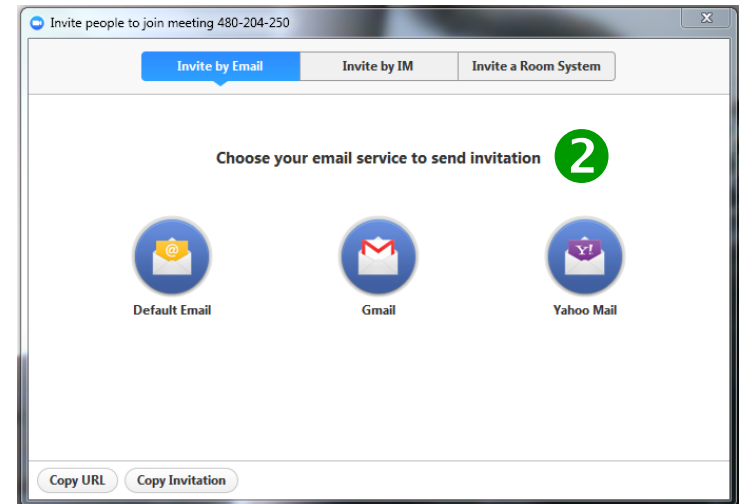 Invite people to join meeting 480-204-250
X
Invite by Email Invite by IM Invite a Room System
Choose your email service to send invitation 2
@ Y!
Default Email Gmail Yahoo Mail
Copy URL Copy Invitation